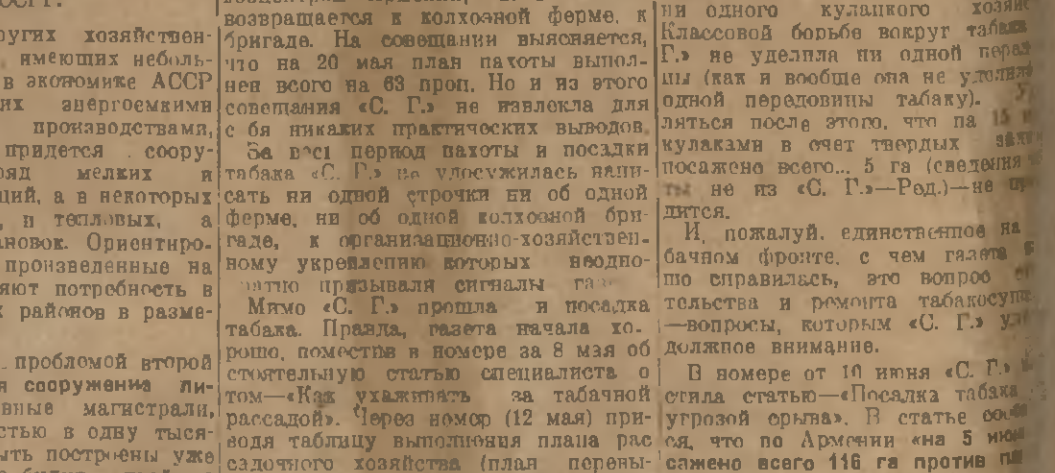 ругих хозяйствен-
имеющих неболь-
в экономике АССР
их энергоемкими
производствами,
придется соору-
ряд мелких и
ций, а в некоторых
и тепловых, а
ановок. Ориентиро-
произведенные на
яют потребность в
х районов в разме-
проблемой второй
я сооружения ли-
вные магистрали,
стью в одну тыся-
ыть построены уже
возвращается к колхозной ферме, к
бригаде. На совещании выясняется,
что на 20 мая план пахоты выпол-
нен всего на 63 проц. Но и из этого
совещания «С. Г.» не извлекла для
с бя никаких практических выводов.
За весь период пахоты и посадки
табака «С. Г.» не удосужилась напи-
сать ни одной строчки ни об одной
ферме, ни об одной колхозной бри-
гаде, к организационно-хозяйствен-
ному укреплению которых неодно-
призывали сигналы
Мимо «С. Г.» прошла и посадка
табака. Правда, газета начала хо-
рошо, поместив в номере за 8 мая об
стоятельную статью специалиста о
том—«Как ухаживать за табачной
рассадой». Через номер (12 мая) при-
водя таблицу выполнения плана рас
садочного хозяйства (план перевы-
ни одного кулацкого хозяйс
Классовой борьбе вокруг табака
Г.» не уделила ни одной перед
цы (как и вообще она не уделила
одной передовицы табаку).
ляться после этого, что на 15
кулаками в счет твердых
посажено всего... 5 га (сведения
не из «С. Г.»—Ред.)—не
дится.
И, пожалуй, единственное на
бачном фронте, с чем газета
шо справилась, это вопрос
тельства и ремонта табакосуш
—вопросы, которым «С. Г.»
должное внимание.
В номере от 10 июня «С. Г.»
стила статью—«Посадка табака
угрозой срыва». В статье
ся, что по Армении «на 5 июн
сажено всего 116 га против